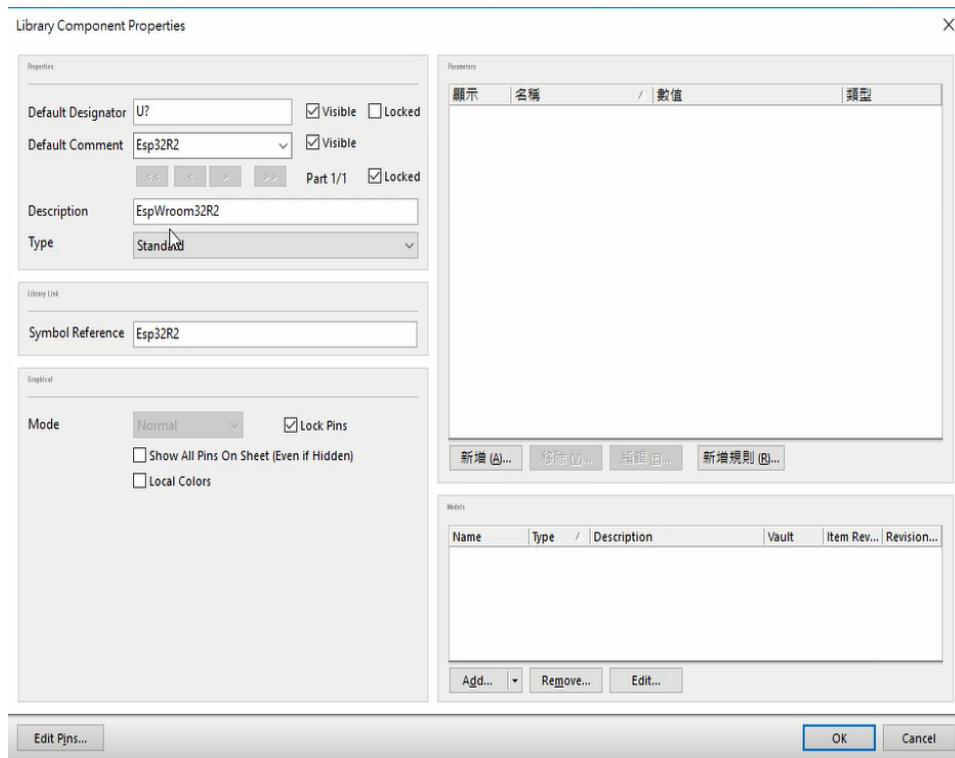 Library Component Properties
Properties
Default Designator U? Visible Locked
Default Comment Esp32R2 Visible
<< < > >> Part 1/1 Locked
Description EspWroom32R2
Type Standard
Library Link
Symbol Reference Esp32R2
Graphical
Mode Normal Lock Pins
Show All Pins On Sheet (Even if Hidden)
Local Colors
Parameters
顯示 名稱 / 數值 類型
新增 (A)... 移除 (V)... 編輯 (E)... 新增規則 (R)...
Models
Name Type / Description Vault Item Rev... Revision...
Add... Remove... Edit...
Edit Pins... OK Cancel